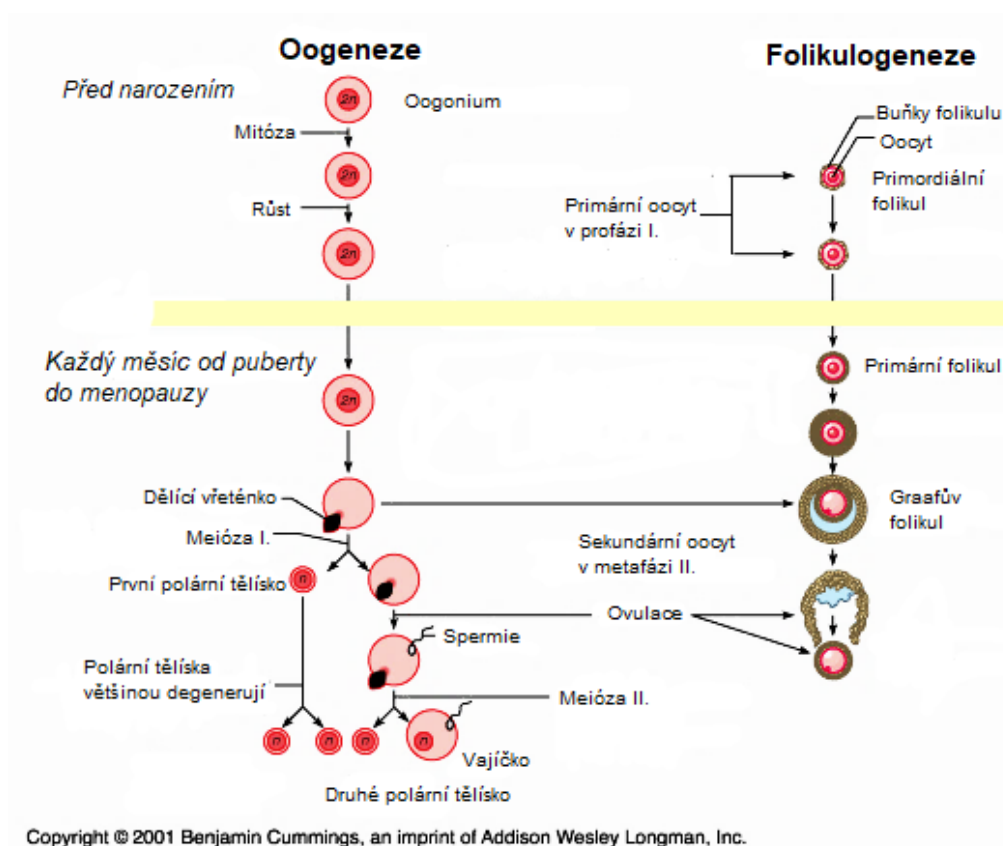 Oogeneze
Folikulogeneze
Před narozením
2n
Oogonium
Mitóza
Růst
2n
Buňky folikulu
Oocyt
Primordiální
folikul
Primární oocyt
v profázi I.
Každý měsíc od puberty
do menopauzy
2n
Primární folikul
Dělící vřeténko
Graafův
folikul
Meióza I.
Sekundární oocyt
v metafázi II.
První polární tělísko
n
Ovulace
Spermie
Polární tělíska
většinou degenerují
Meióza II.
n
n
n
n
Vajíčko
Druhé polární tělísko
2n
Copyright © 2001 Benjamin Cummings, an imprint of Addison Wesley Longman, Inc.